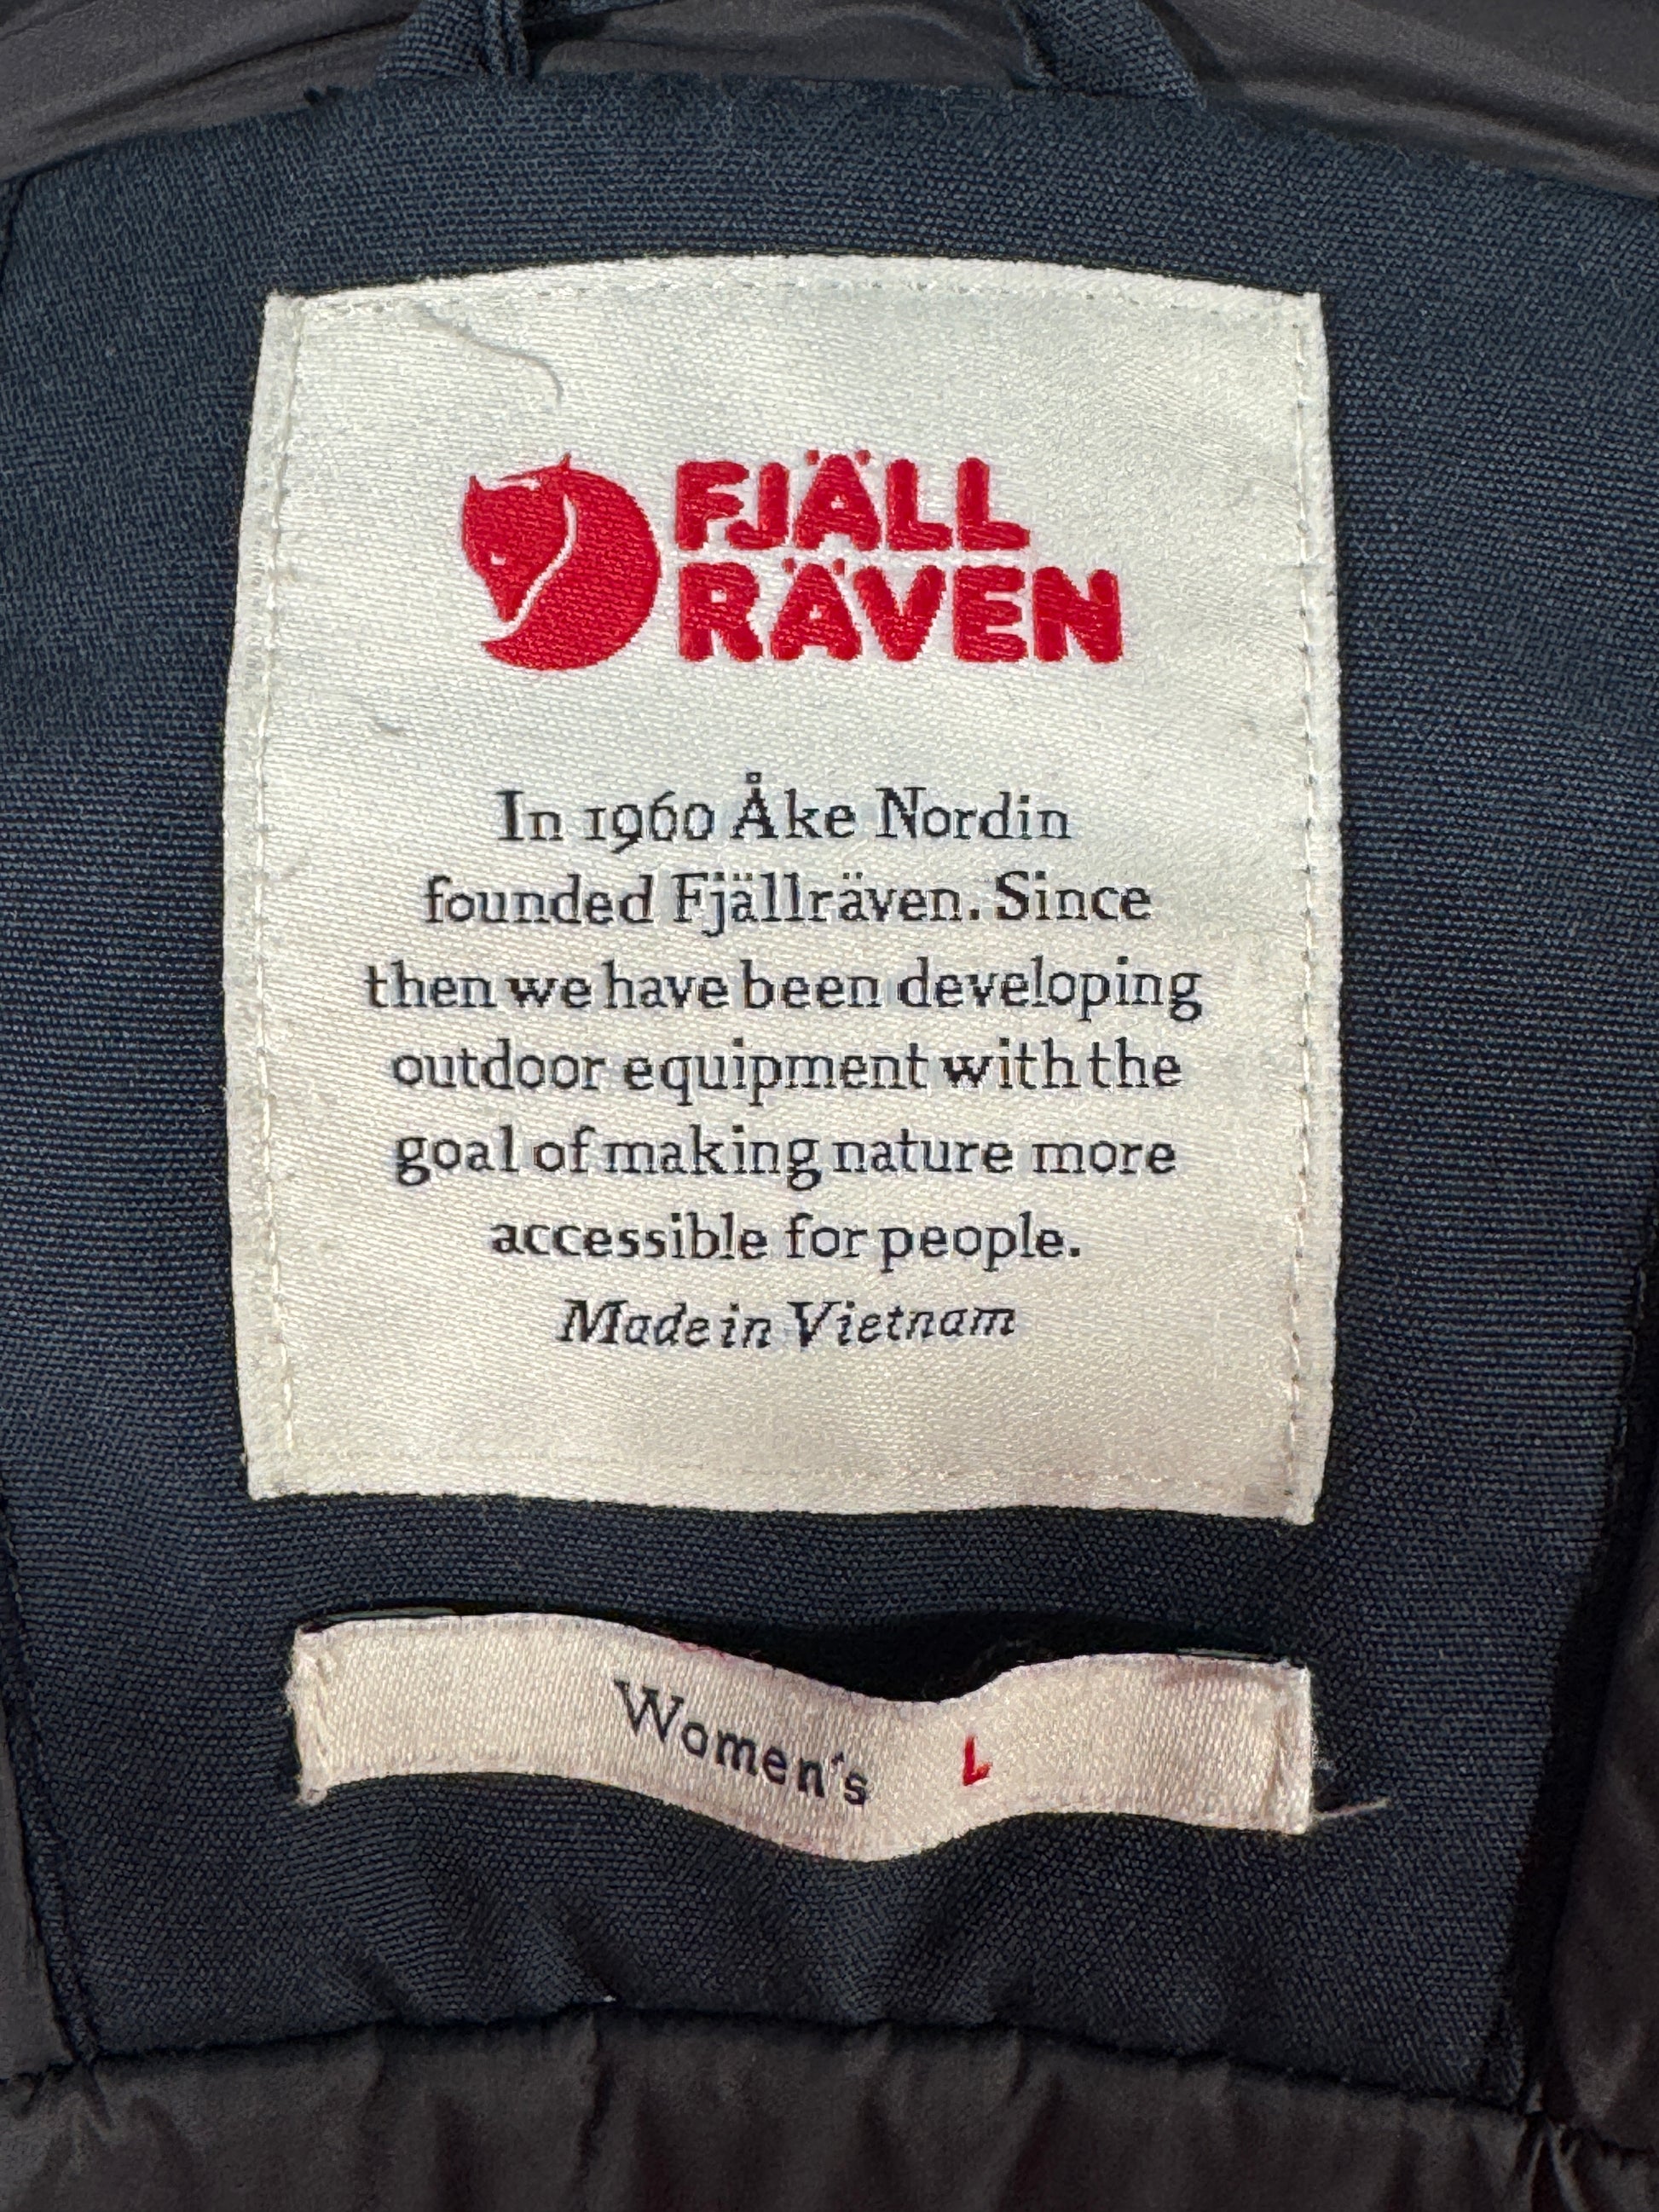 FJÄLL
RÄVEN
In 1960 Åke Nordin
founded Fjällräven. Since
then we have been developing
outdoor equipment with the
goal of making nature more
accessible for people.
Made in Vietnam
Women's L